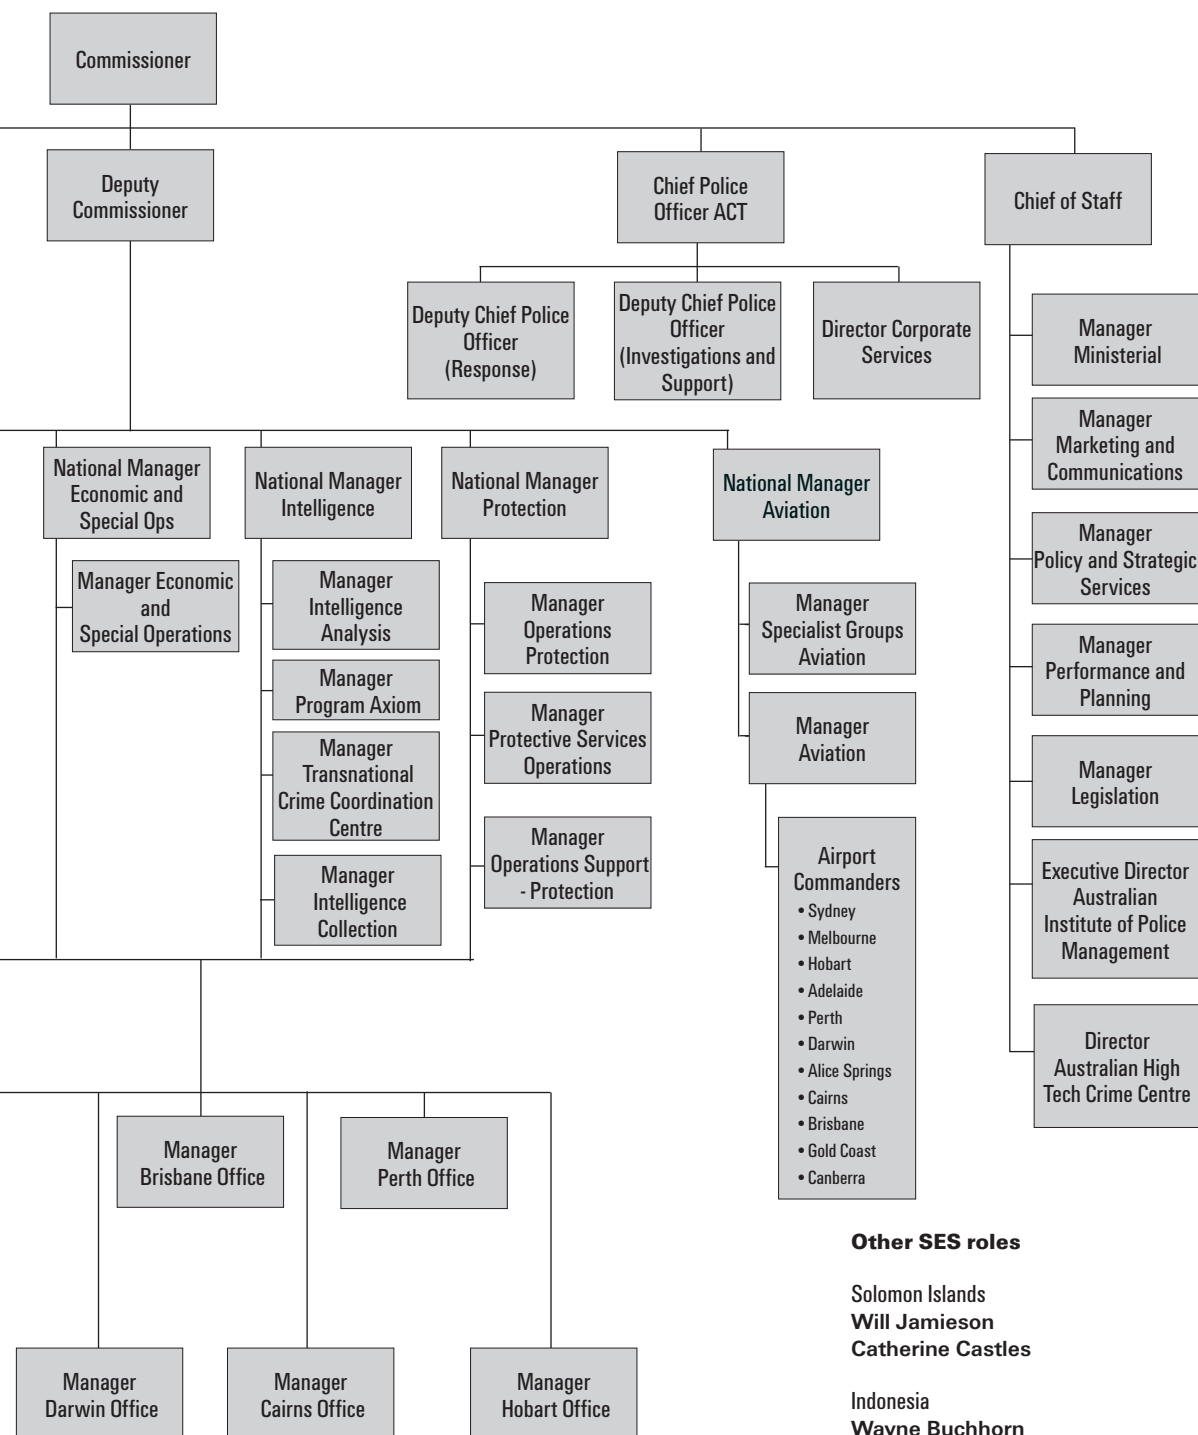 Commissioner
Deputy
Commissioner
Chief Police
Officer ACT
Chief of Staff
Deputy Chief Police
Officer
(Response)
Deputy Chief Police
Officer
(Investigations and
Support)
Director Corporate
Services
Manager
Ministerial
Manager
Marketing and
Communications
Manager
Policy and Strategic
Services
Manager
Performance and
Planning
Manager
Legislation
Executive Director
Australian
Institute of Police
Management
Director
Australian High
Tech Crime Centre
National Manager
Economic and
Special Ops
Manager Economic
and
Special Operations
National Manager
Intelligence
Manager
Intelligence
Analysis
Manager
Program Axiom
Manager
Transnational
Crime Coordination
Centre
Manager
Intelligence
Collection
National Manager
Protection
Manager
Operations
Protection
Manager
Protective Services
Operations
Manager
Operations Support
- Protection
National Manager
Aviation
Manager
Specialist Groups
Aviation
Manager
Aviation
Airport
Commanders
• Sydney
• Melbourne
• Hobart
• Adelaide
• Perth
• Darwin
• Alice Springs
• Cairns
• Brisbane
• Gold Coast
• Canberra
Manager
Brisbane Office
Manager
Perth Office
Manager
Darwin Office
Manager
Cairns Office
Manager
Hobart Office
Other SES roles
Solomon Islands
Will Jamieson
Catherine Castles
Indonesia
Wayne Buchhorn